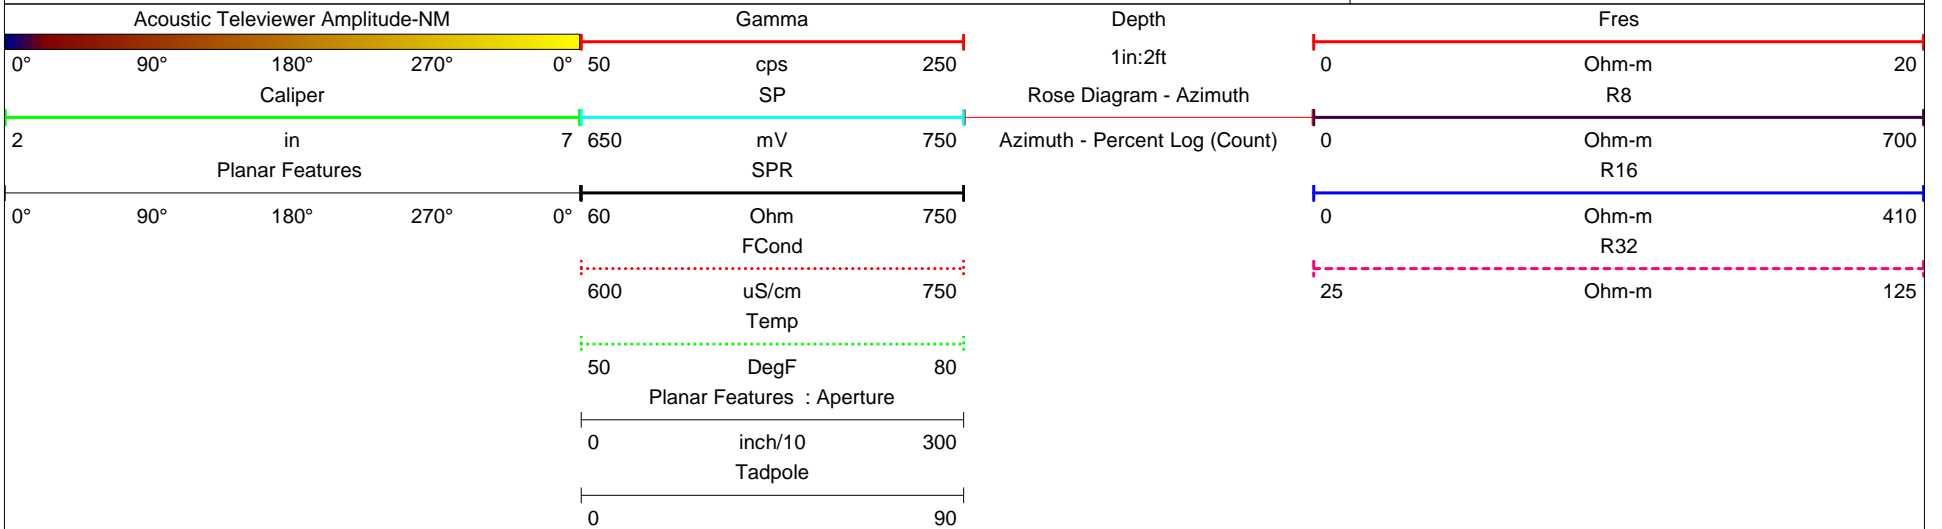 Acoustic Televiewer Amplitude-NM Gamma Depth Fres
1in:2ft
0° 90° 180° 270° 0° 50 cps 250 0 Ohm-m 20
Caliper SP Rose Diagram - Azimuth R8
2 in 7 650 mV 750 Azimuth - Percent Log (Count) 0 Ohm-m 700
Planar Features SPR R16
0° 90° 180° 270° 0° 60 Ohm 750 0 Ohm-m 410
FCond R32
600 uS/cm 750 25 Ohm-m 125
Temp
50 DegF 80
Planar Features : Aperture
0 inch/10 300
Tadpole
0 90